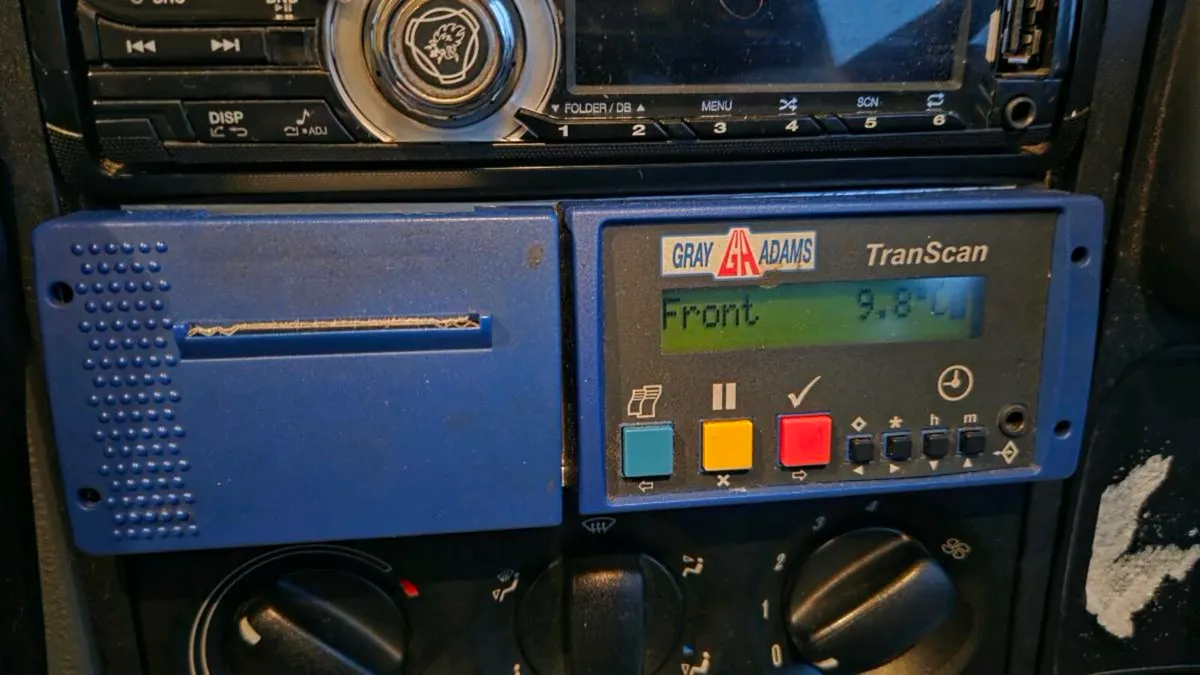 DISP
ADJ
FOLDER / DB
MENU
SCN
1 2 3 4 5 6
GRAY GA ADAMS
TranScan
Front 9.8°C
h m
4
3
2
1
0